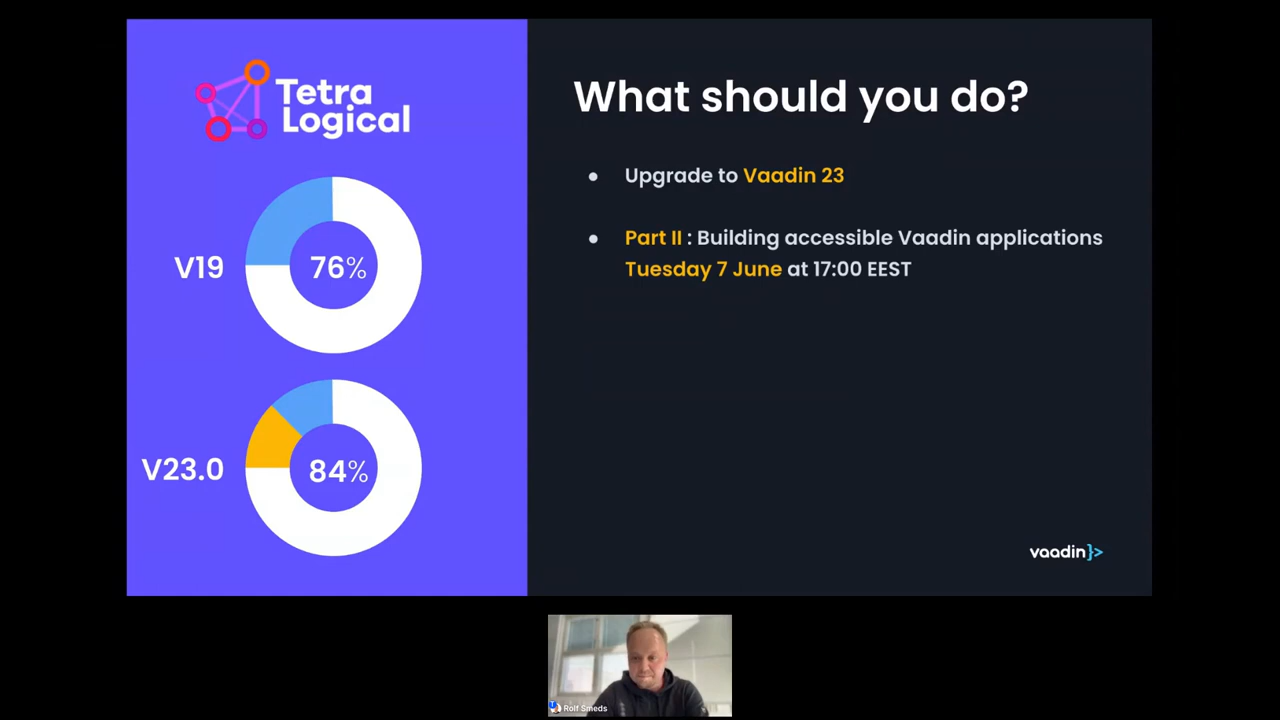 Tetra
Logical
V19
76%
V23.0
84%
What should you do?
● Upgrade to Vaadin 23
● Part II : Building accessible Vaadin applications
Tuesday 7 June at 17:00 EEST
vaadin}>
Rolf Smeds